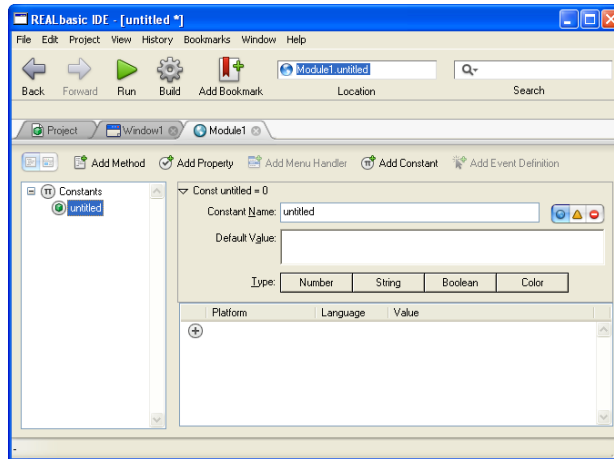 REALbasic IDE - [untitled *]
File Edit Project View History Bookmarks Window Help
Module1.untitled
Back Forward Run Build Add Bookmark Location Search
Project Window1 Module1
Add Method Add Property Add Menu Handler Add Constant Add Event Definition
Constants
untitled
Const untitled = 0
Constant Name: untitled
Default Value:
Type: Number String Boolean Color
Platform Language Value